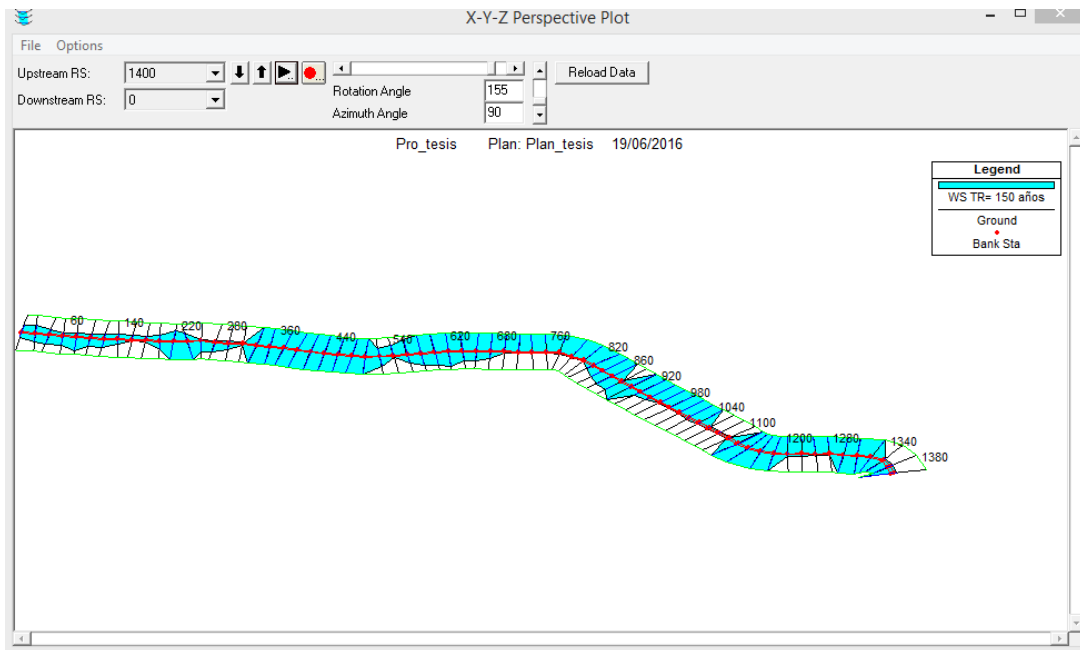 X-Y-Z Perspective Plot
File Options
Upstream RS: 1400
Downstream RS: 0
Rotation Angle 155
Azimuth Angle 90
Reload Data
Pro_tesis Plan: Plan_tesis 19/06/2016
Legend
WS TR= 150 años
Ground
Bank Sta
60
140
220
280
360
440
540
620
680
760
820
860
920
980
1040
1100
1200
1280
1340
1380